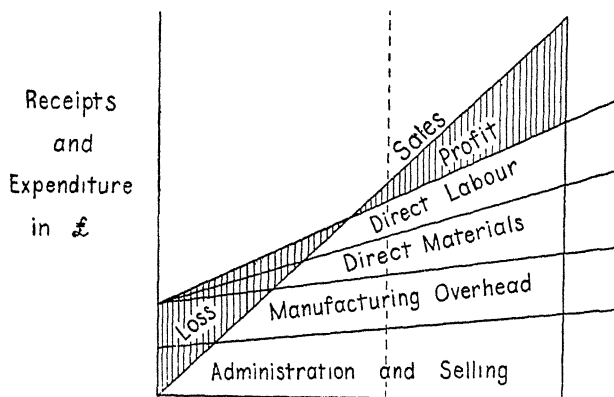 Receipts
and
Expenditure
in £
Sales
Profit
Direct Labour
Direct Materials
Loss
Manufacturing Overhead
Administration and Selling